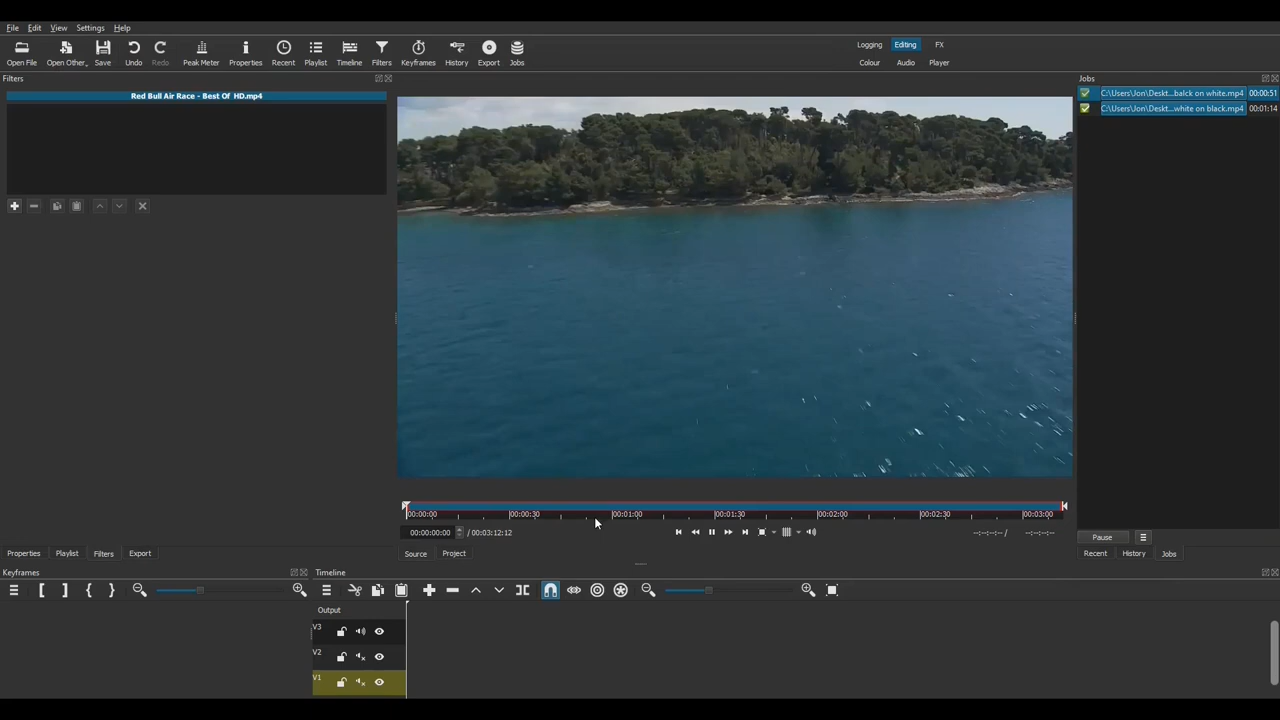 File Edit View Settings Help
Open File Open Other.. Save Undo Redo Peak Meter Properties Recent Playlist Timeline Filters Keyframes History Export Jobs
Logging Editing FX
Colour Audio Player
Filters
Jobs
Red Bull Air Race - Best Of HD.mp4
C:\Users\Jon\Deskt...balck on white.mp4 00:00:51
C:\Users\Jon\Deskt...white on black.mp4 00:01:14
00:00:00 00:00:30 00:01:00 00:01:30 00:02:00 00:02:30 00:03:00
00:00:00:00 / 00:03:12:12 --:--:--:-- / --:--:--:--
Pause
Properties Playlist Filters Export
Source Project
Recent History Jobs
Keyframes
Timeline
Output
V3
V2
V1